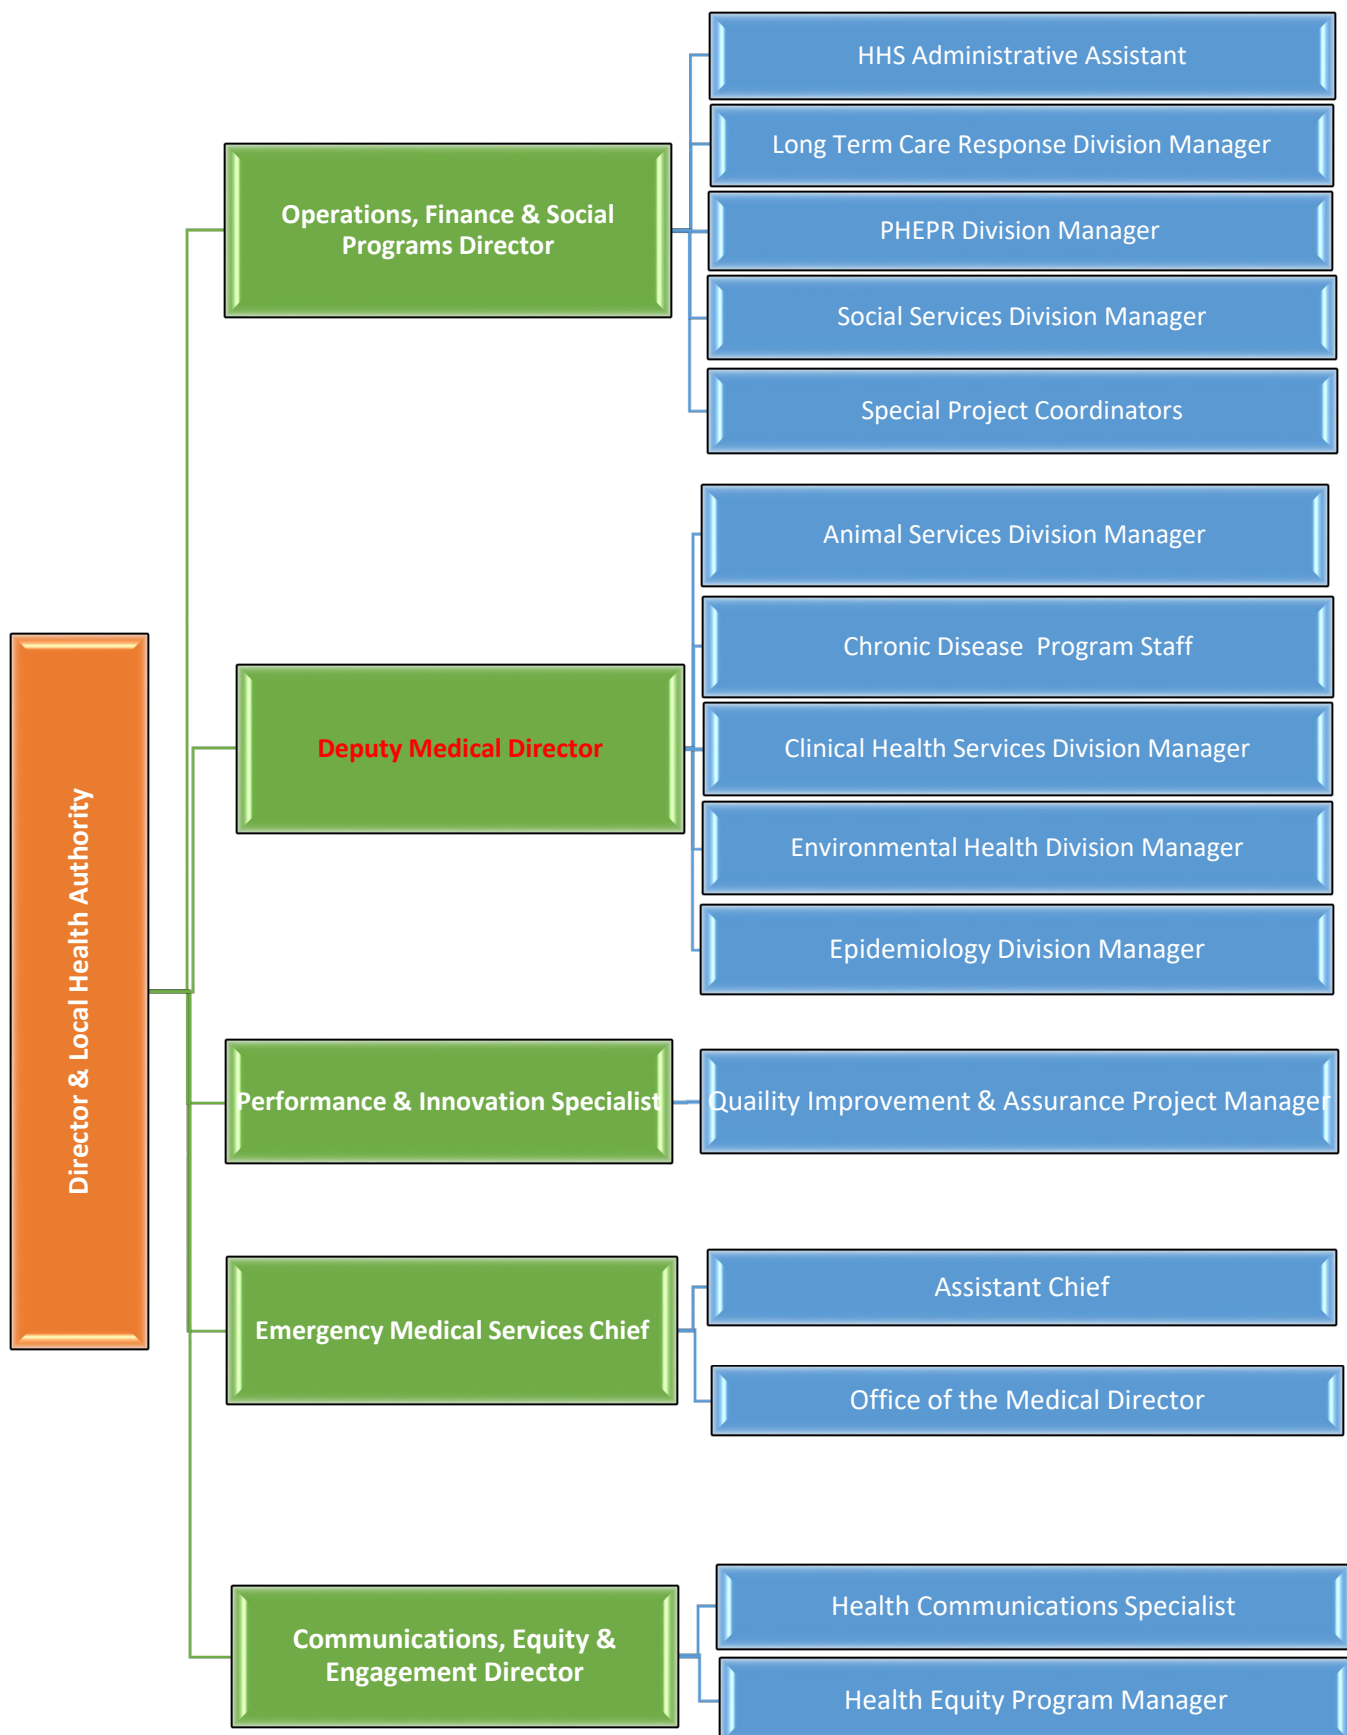 Director & Local Health Authority
Operations, Finance & Social
Programs Director
HHS Administrative Assistant
Long Term Care Response Division Manager
PHEPR Division Manager
Social Services Division Manager
Special Project Coordinators
Deputy Medical Director
Animal Services Division Manager
Chronic Disease  Program Staff
Clinical Health Services Division Manager
Environmental Health Division Manager
Epidemiology Division Manager
Performance & Innovation Specialist
Quaility Improvement & Assurance Project Manager
Emergency Medical Services Chief
Assistant Chief
Office of the Medical Director
Communications, Equity &
Engagement Director
Health Communications Specialist
Health Equity Program Manager